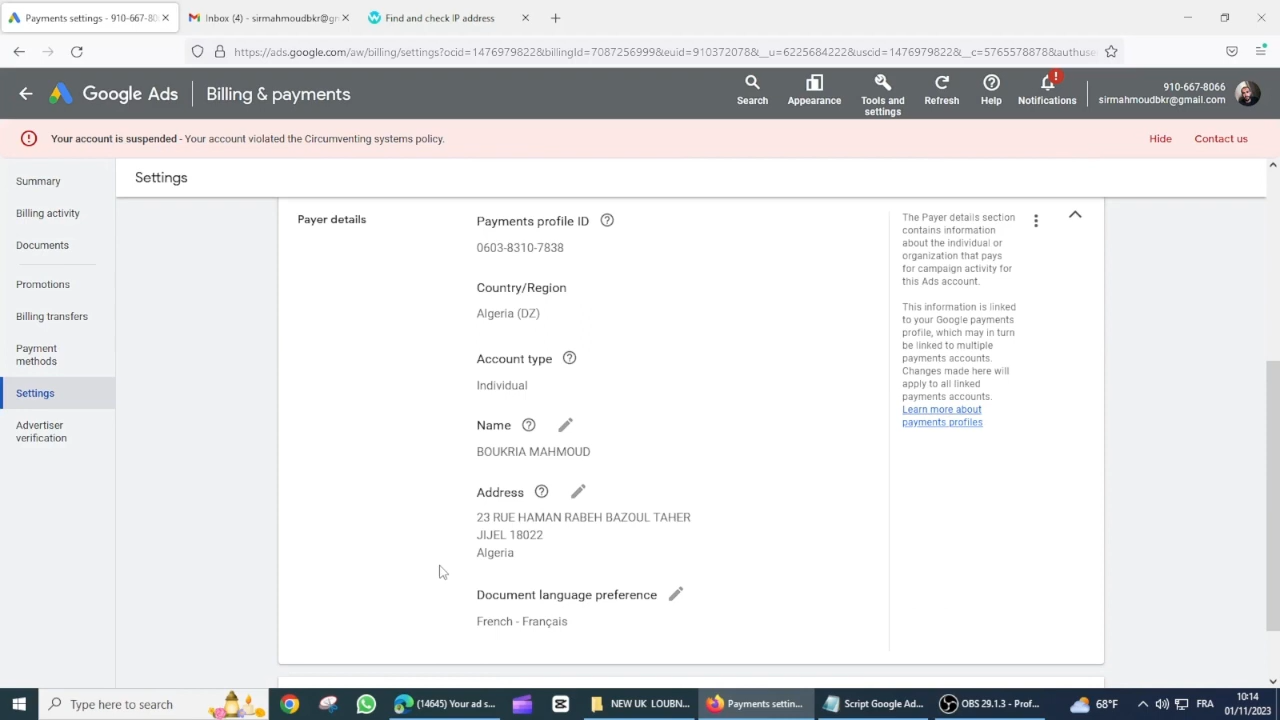 Payments settings - 910-667-80
Inbox (4) - sirmahmoudbkr@gm
Find and check IP address
https://ads.google.com/aw/billing/settings?ocid=1476979822&billingId=7087256999&euid=910372078&__u=6225684222&uscid=1476979822&__c=5765578878&authuse
Google Ads
Billing & payments
Search
Appearance
Tools and
settings
Refresh
Help
Notifications
910-667-8066
sirmahmoudbkr@gmail.com
Your account is suspended - Your account violated the Circumventing systems policy.
Hide
Contact us
Summary
Billing activity
Documents
Promotions
Billing transfers
Payment
methods
Settings
Advertiser
verification
Settings
Payer details
Payments profile ID
0603-8310-7838
Country/Region
Algeria (DZ)
Account type
Individual
Name
BOUKRIA MAHMOUD
Address
23 RUE HAMAN RABEH BAZOUL TAHER
JIJEL 18022
Algeria
Document language preference
French - Français
The Payer details section
contains information
about the individual or
organization that pays
for campaign activity for
this Ads account.
This information is linked
to your Google payments
profile, which may in turn
be linked to multiple
payments accounts.
Changes made here will
apply to all linked
payments accounts.
Learn more about
payments profiles
Type here to search
(14645) Your ad s...
NEW UK LOUBN...
Payments settin...
Script Google Ad...
OBS 29.1.3 - Prof...
68°F
FRA
10:14
01/11/2023